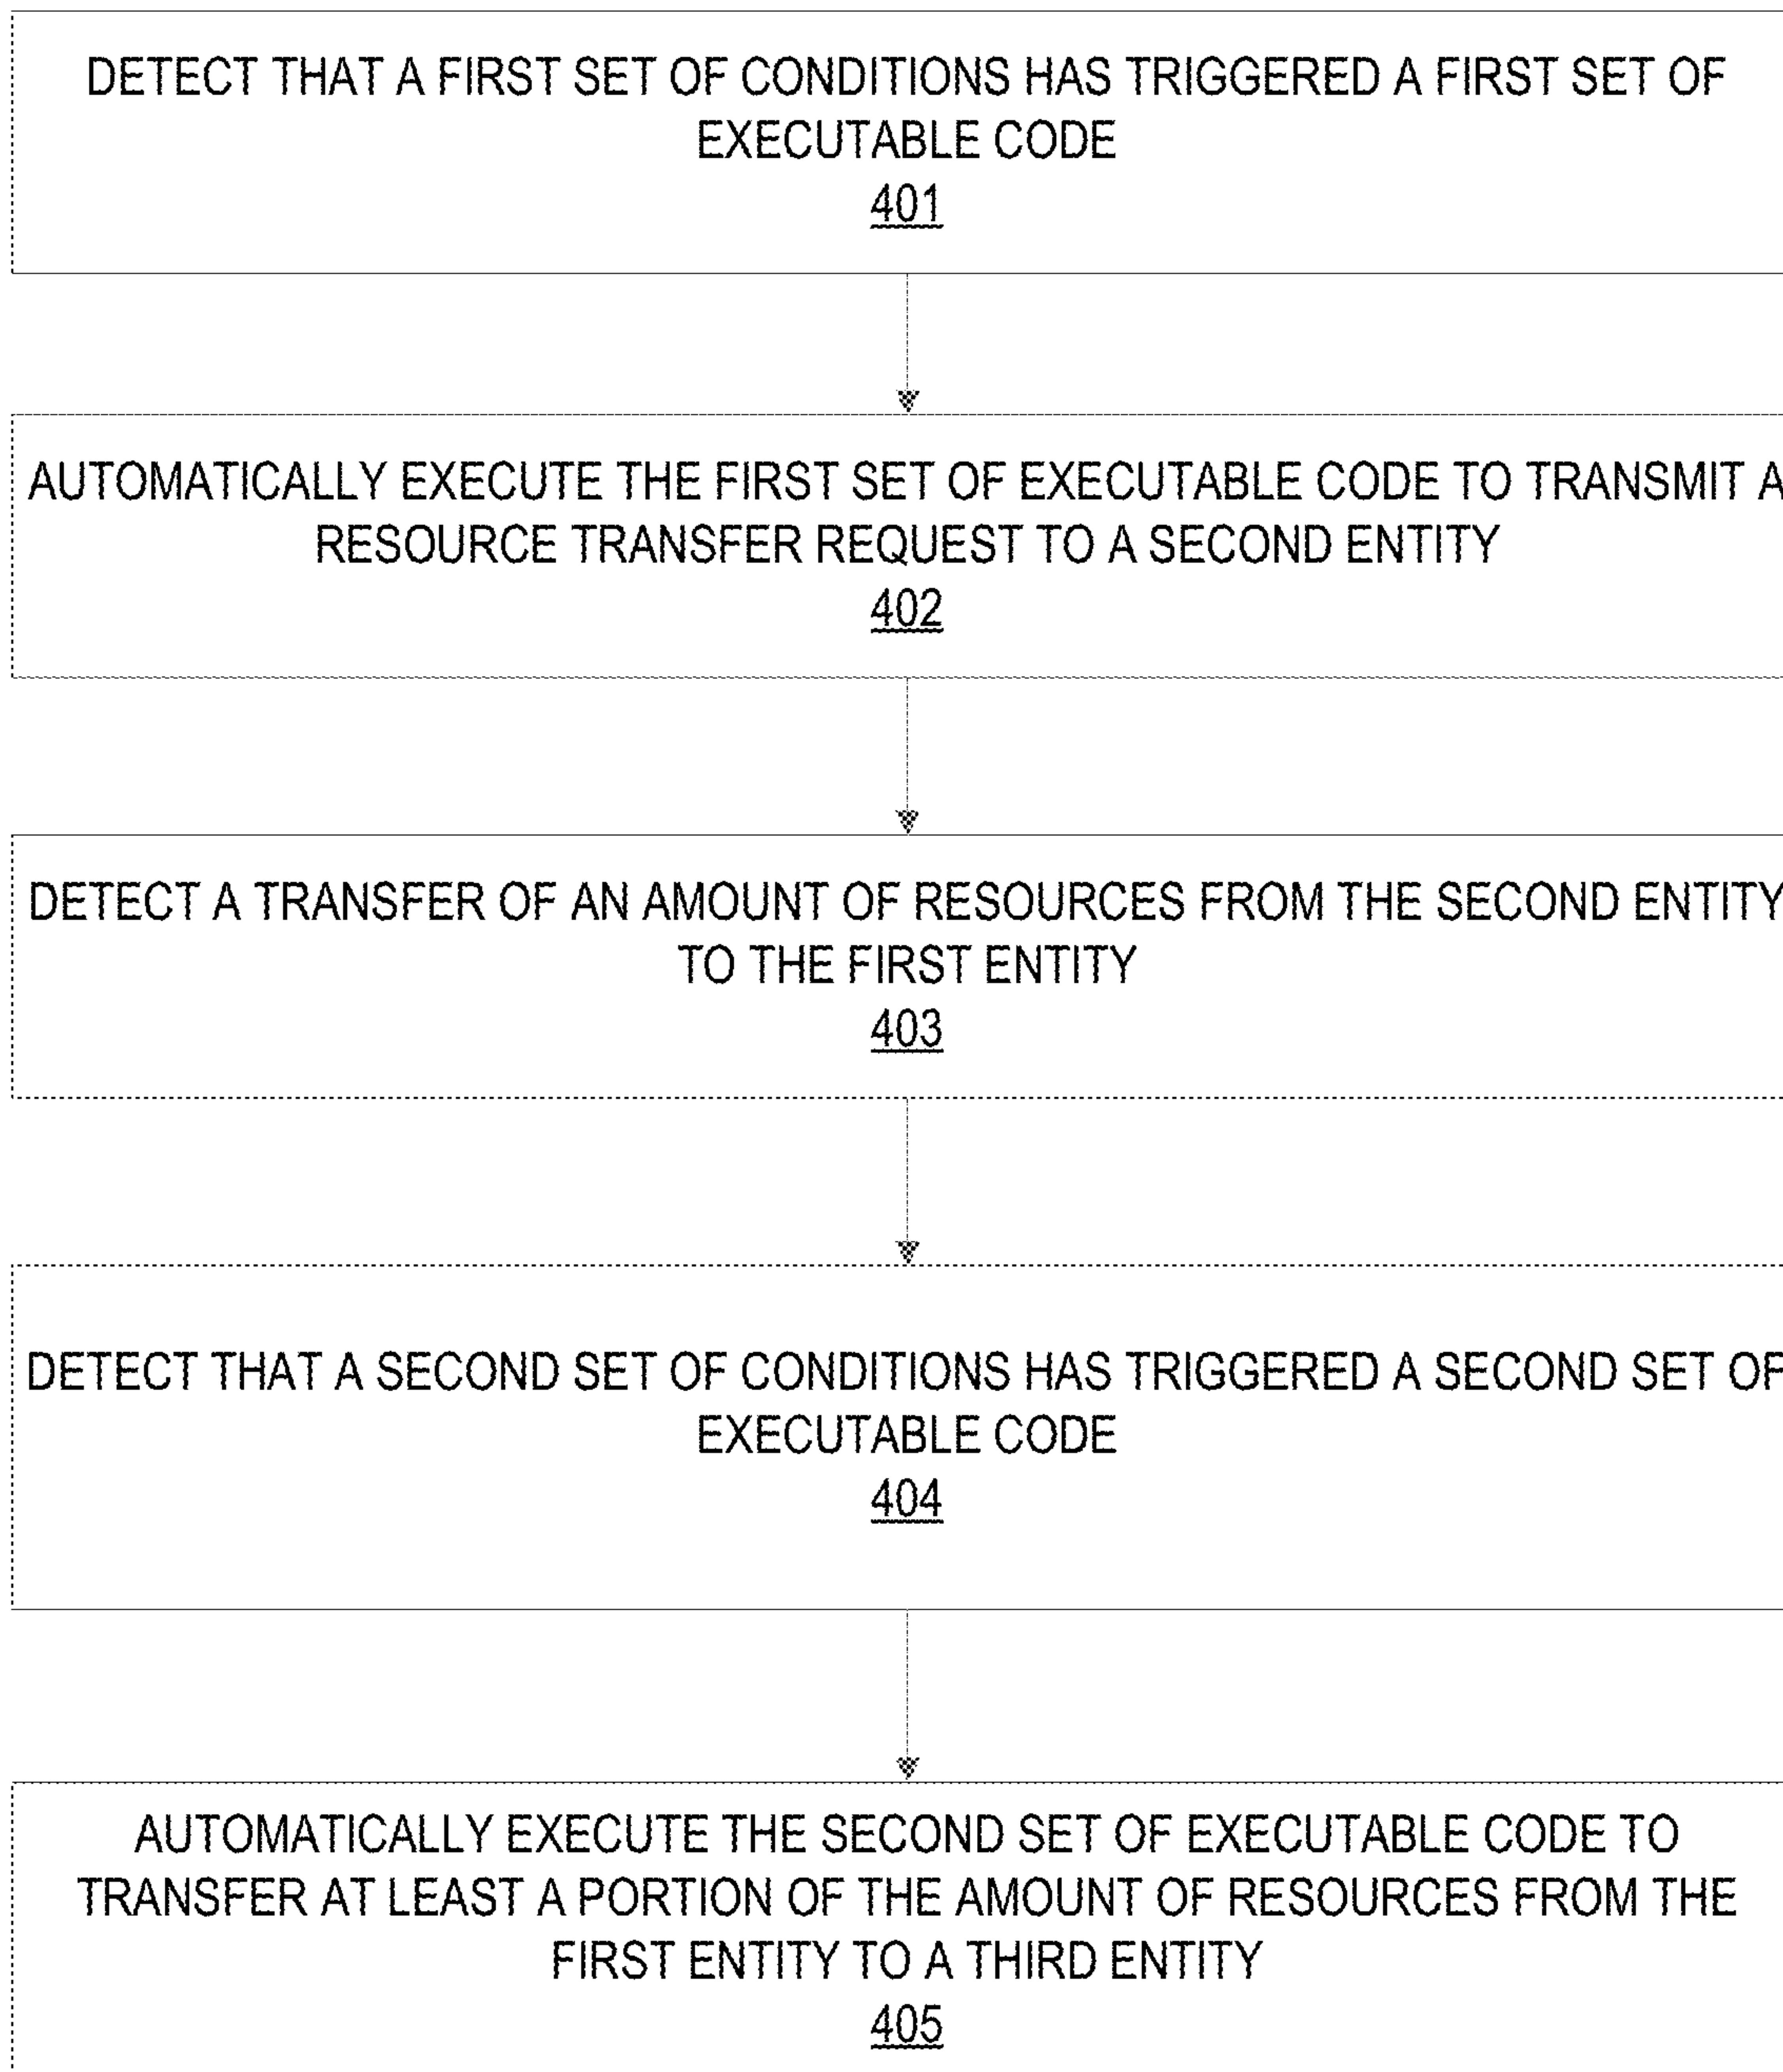 DETECT THAT A FIRST SET OF CONDITIONS HAS TRIGGERED A FIRST SET OF
EXECUTABLE CODE
401
AUTOMATICALLY EXECUTE THE FIRST SET OF EXECUTABLE CODE TO TRANSMIT A
RESOURCE TRANSFER REQUEST TO A SECOND ENTITY
402
DETECT A TRANSFER OF AN AMOUNT OF RESOURCES FROM THE SECOND ENTITY
TO THE FIRST ENTITY
403
DETECT THAT A SECOND SET OF CONDITIONS HAS TRIGGERED A SECOND SET OF
EXECUTABLE CODE
404
AUTOMATICALLY EXECUTE THE SECOND SET OF EXECUTABLE CODE TO
TRANSFER AT LEAST A PORTION OF THE AMOUNT OF RESOURCES FROM THE
FIRST ENTITY TO A THIRD ENTITY
405